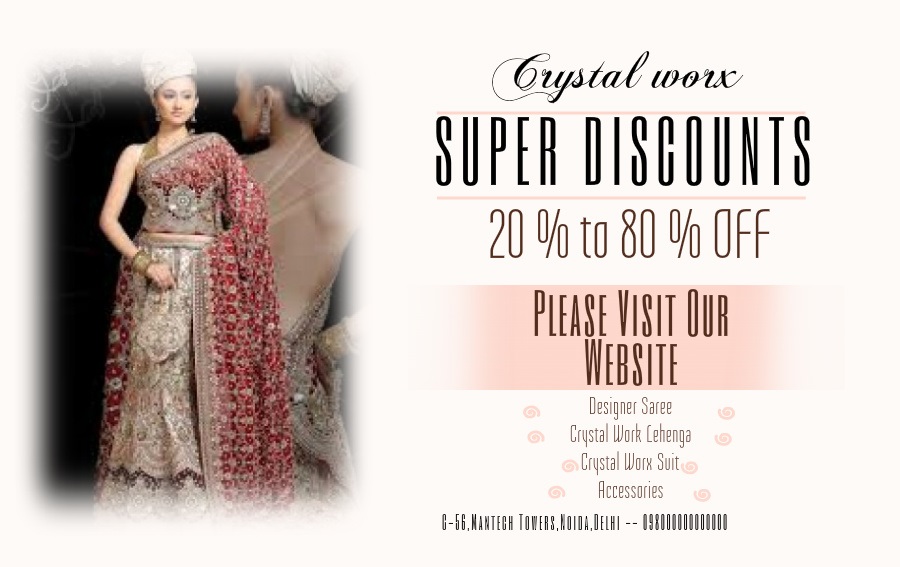 Crystal worx
SUPER DISCOUNTS
20 % to 80 % OFF
PLEASE VISIT OUR
WEBSITE
Designer Saree
Crystal Work Lehenga
Crystal Worx Suit
Accessories
C-56,MANTECH TOWERS,NOIDA,DELHI -- 098000000000000